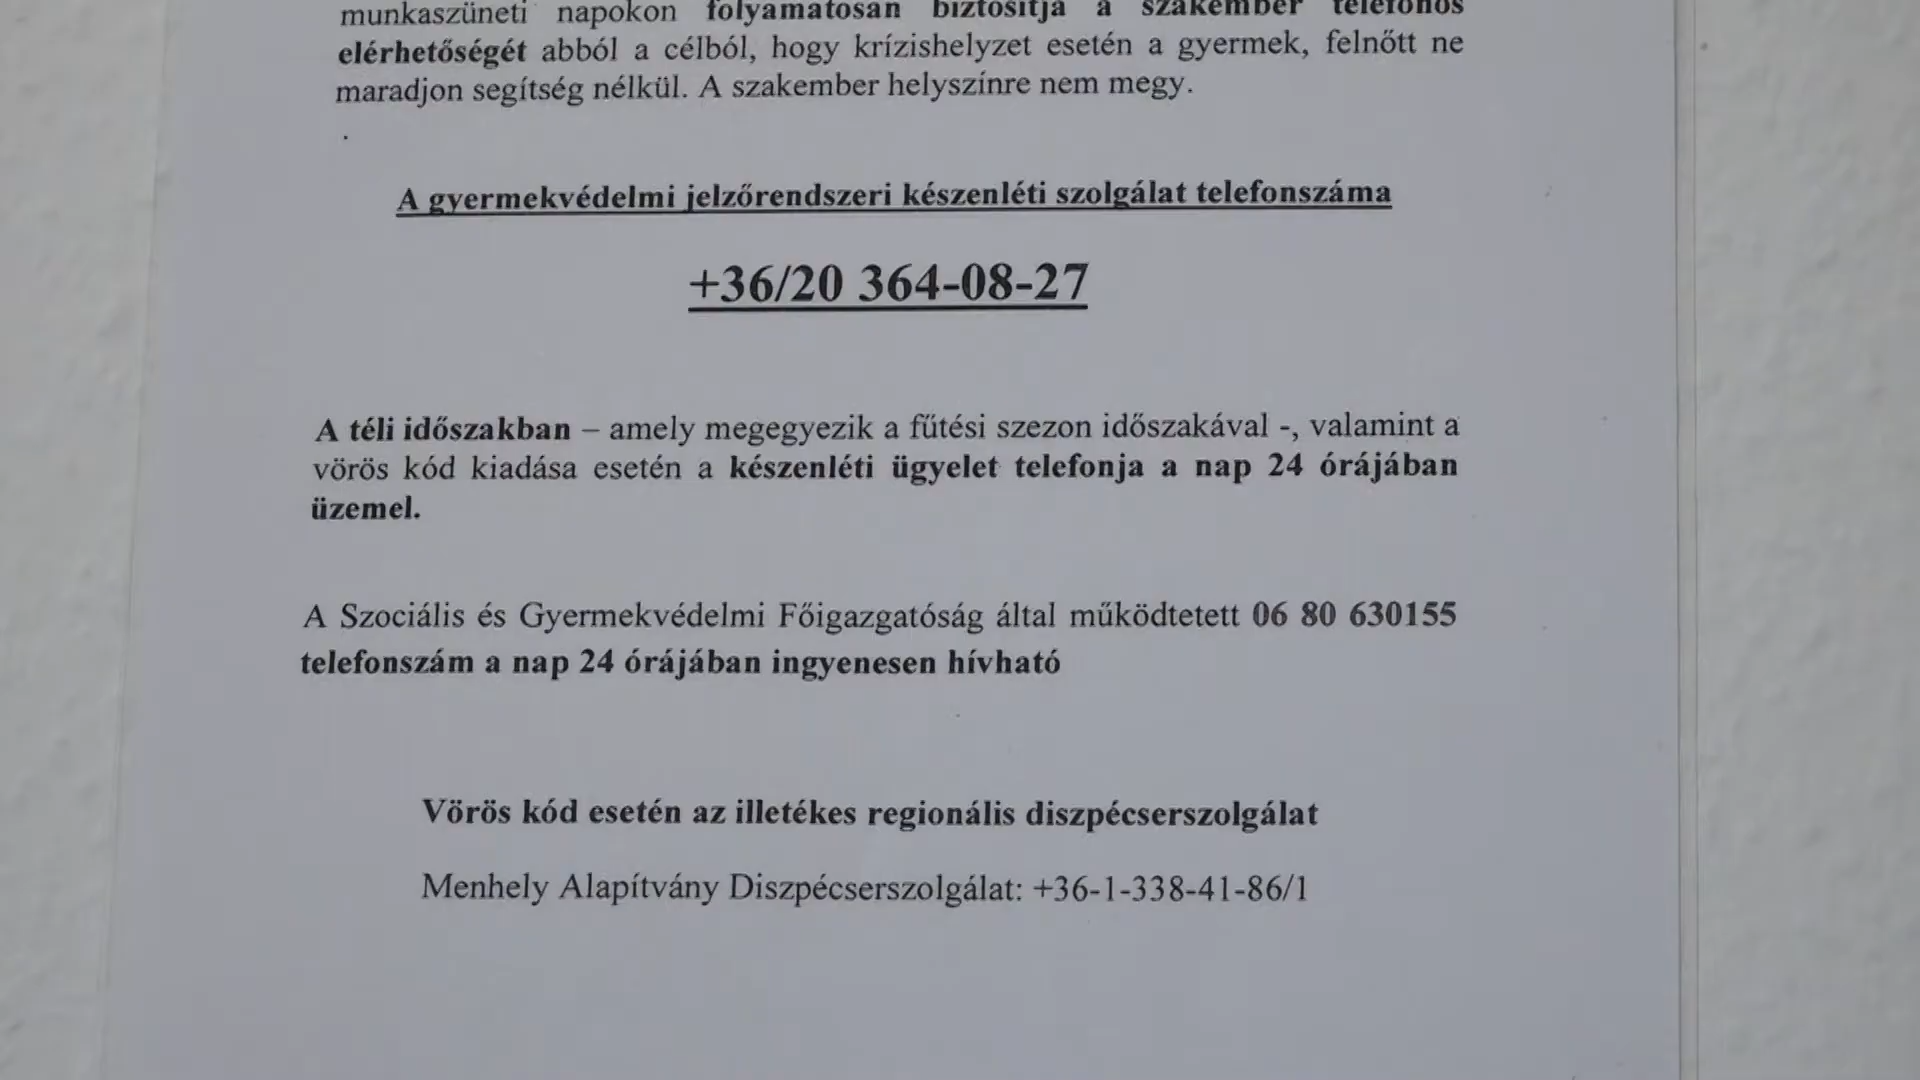 munkaszüneti napokon folyamatosan biztosítja a szakember telefonos
elérhetőségét abból a célból, hogy krízishelyzet esetén a gyermek, felnőtt ne
maradjon segítség nélkül. A szakember helyszínre nem megy.
.
A gyermekvédelmi jelzőrendszeri készenléti szolgálat telefonszáma
+36/20 364-08-27
A téli időszakban – amely megegyezik a fűtési szezon időszakával -, valamint a
vörös kód kiadása esetén a készenléti ügyelet telefonja a nap 24 órájában
üzemel.
A Szociális és Gyermekvédelmi Főigazgatóság által működtetett 06 80 630155
telefonszám a nap 24 órájában ingyenesen hívható
Vörös kód esetén az illetékes regionális diszpécserszolgálat
Menhely Alapítvány Diszpécserszolgálat: +36-1-338-41-86/1